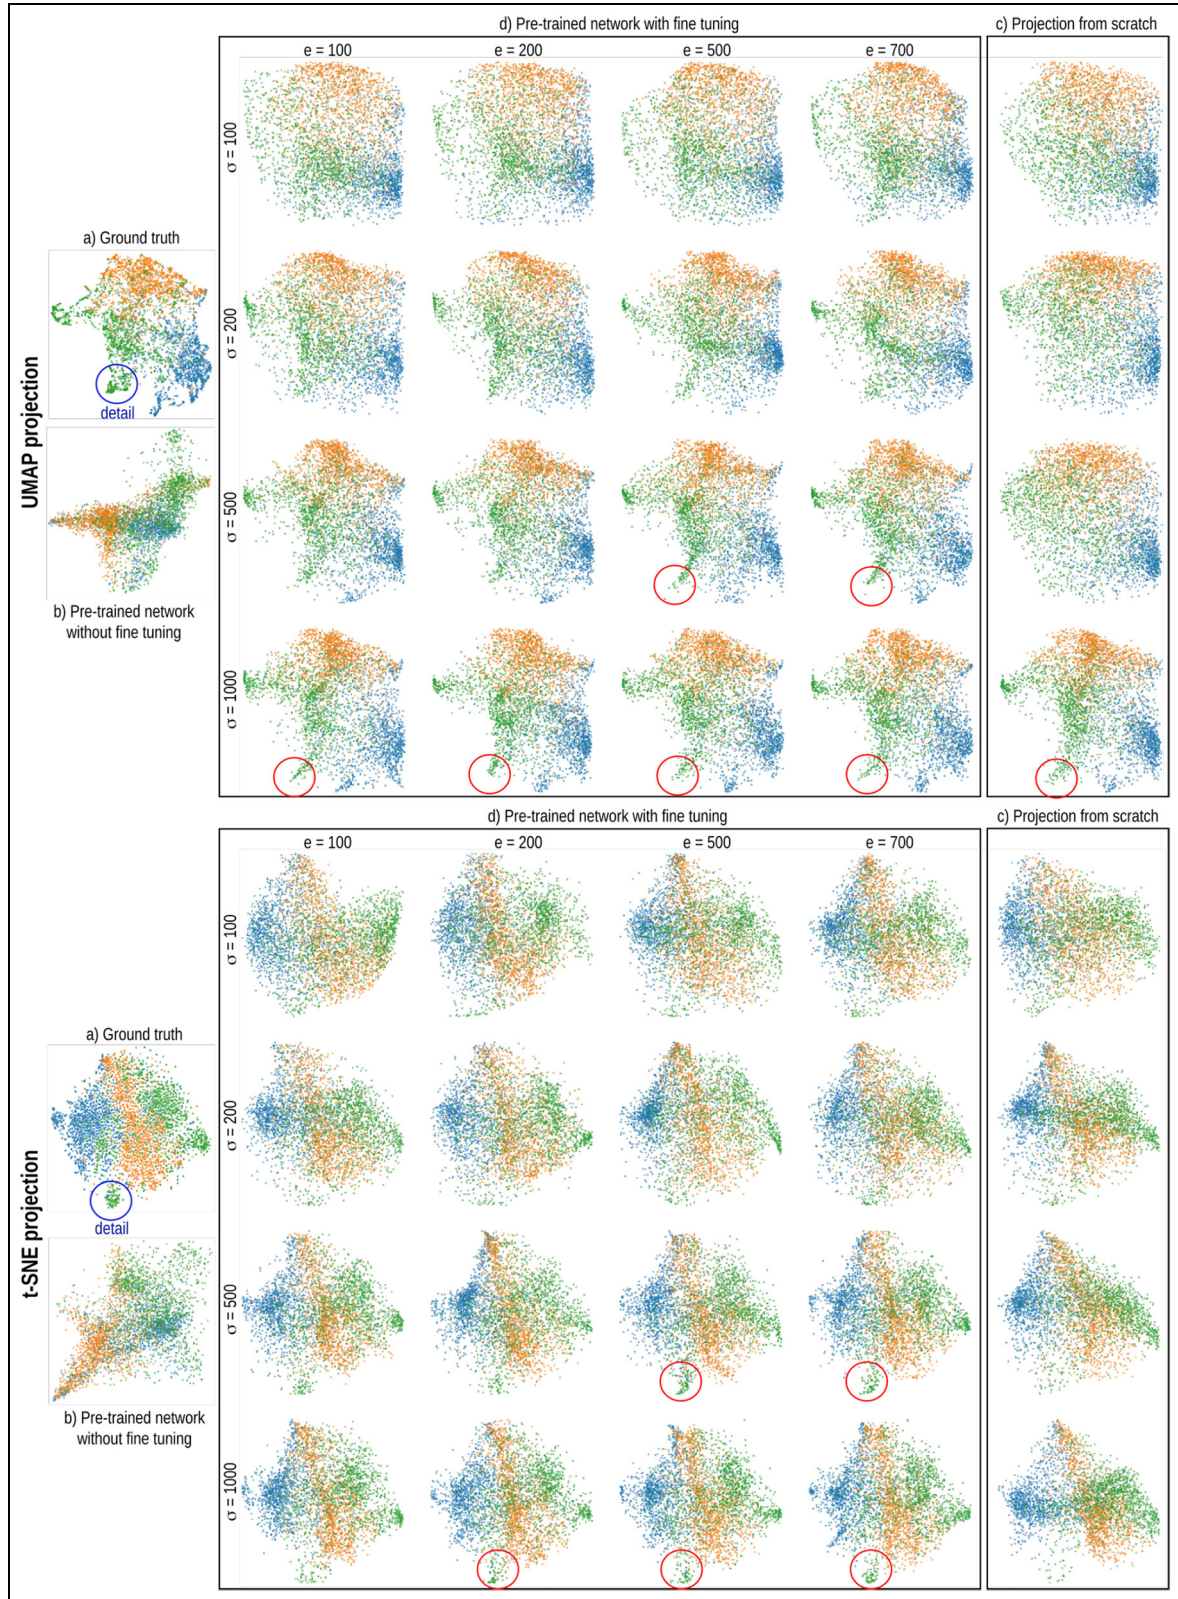 d) Pre-trained network with fine tuning
c) Projection from scratch
e = 100
e = 200
e = 500
e = 700
σ = 100
σ = 200
σ = 500
σ = 1000
UMAP projection
a) Ground truth
detail
b) Pre-trained network
without fine tuning
d) Pre-trained network with fine tuning
c) Projection from scratch
e = 100
e = 200
e = 500
e = 700
σ = 100
σ = 200
σ = 500
σ = 1000
t-SNE projection
a) Ground truth
detail
b) Pre-trained network
without fine tuning